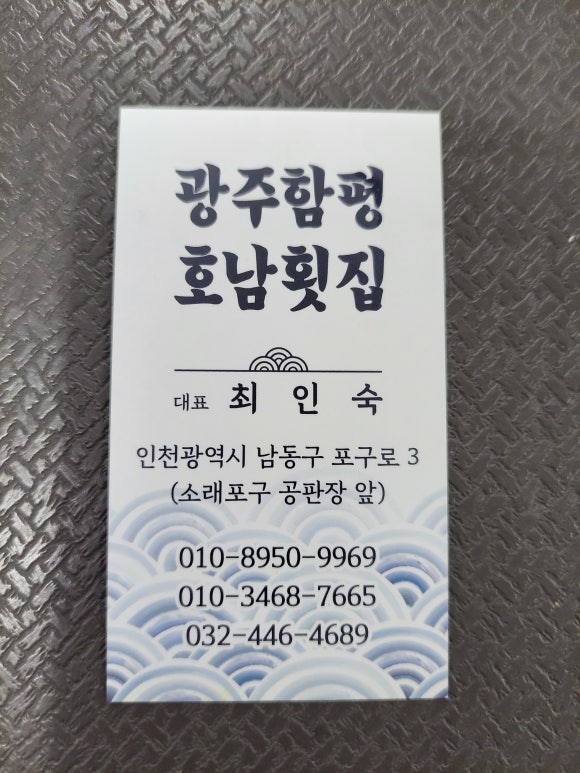 광주함평
호남횟집
대표 최 인 숙
인천광역시 남동구 포구로 3
(소래포구 공판장 앞)
010-8950-9969
010-3468-7665
032-446-4689